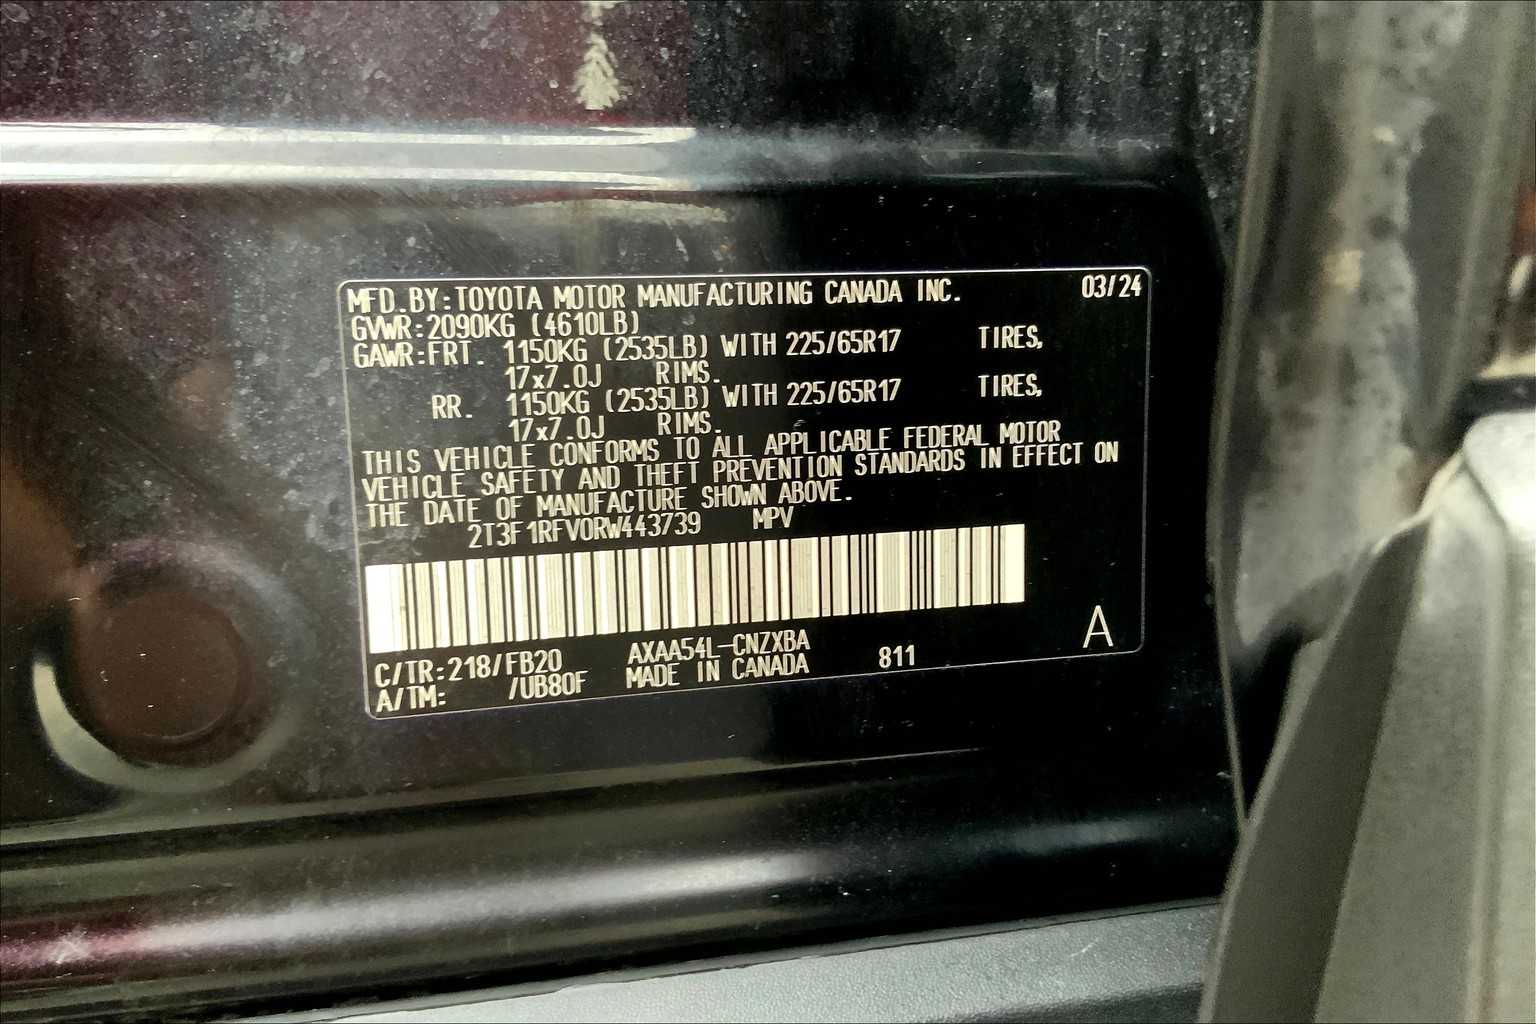 MFD.BY:TOYOTA MOTOR MANUFACTURING CANADA INC. 03/24
GVWR:2090KG (4610LB)
GAWR:FRT. 1150KG (2535LB) WITH 225/65R17 TIRES,
17x7.0J RIMS.
RR. 1150KG (2535LB) WITH 225/65R17 TIRES,
17x7.0J RIMS.
THIS VEHICLE CONFORMS TO ALL APPLICABLE FEDERAL MOTOR
VEHICLE SAFETY AND THEFT PREVENTION STANDARDS IN EFFECT ON
THE DATE OF MANUFACTURE SHOWN ABOVE.
2T3F1RFV0RW443739 MPV
C/TR:218/FB20 AXAA54L-CNZXBA 811 A
A/TM: /UB80F MADE IN CANADA